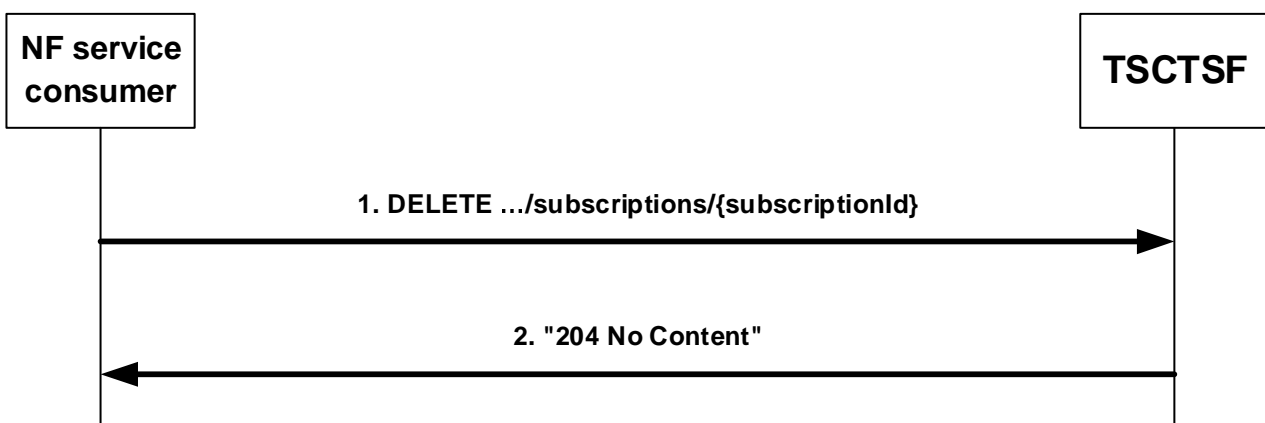 NF service
consumer
TSCTSF
1. DELETE …/subscriptions/{subscriptionId}
2. "204 No Content"